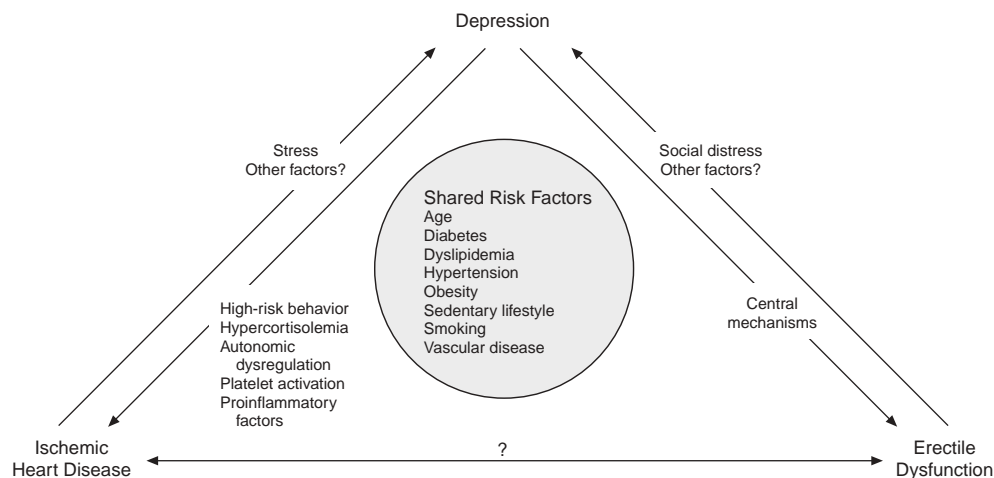 Depression
Stress
Other factors?
Social distress
Other factors?
Shared Risk Factors
Age
Diabetes
Dyslipidemia
Hypertension
Obesity
Sedentary lifestyle
Smoking
Vascular disease
High-risk behavior
Hypercortisolemia
Autonomic
dysregulation
Platelet activation
Proinflammatory
factors
Central
mechanisms
Ischemic
Heart Disease
?
Erectile
Dysfunction